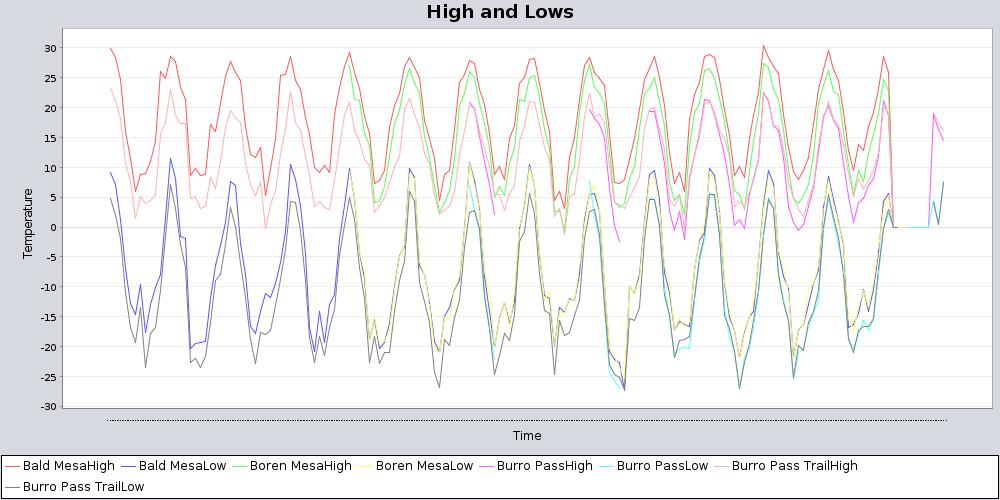 High and Lows
30
25
20
15
10
5
0
-5
-10
-15
-20
-25
-30
Temperature
Time
Bald MesaHigh Bald MesaLow Boren MesaHigh Boren MesaLow Burro PassHigh Burro PassLow Burro Pass TrailHigh
Burro Pass TrailLow